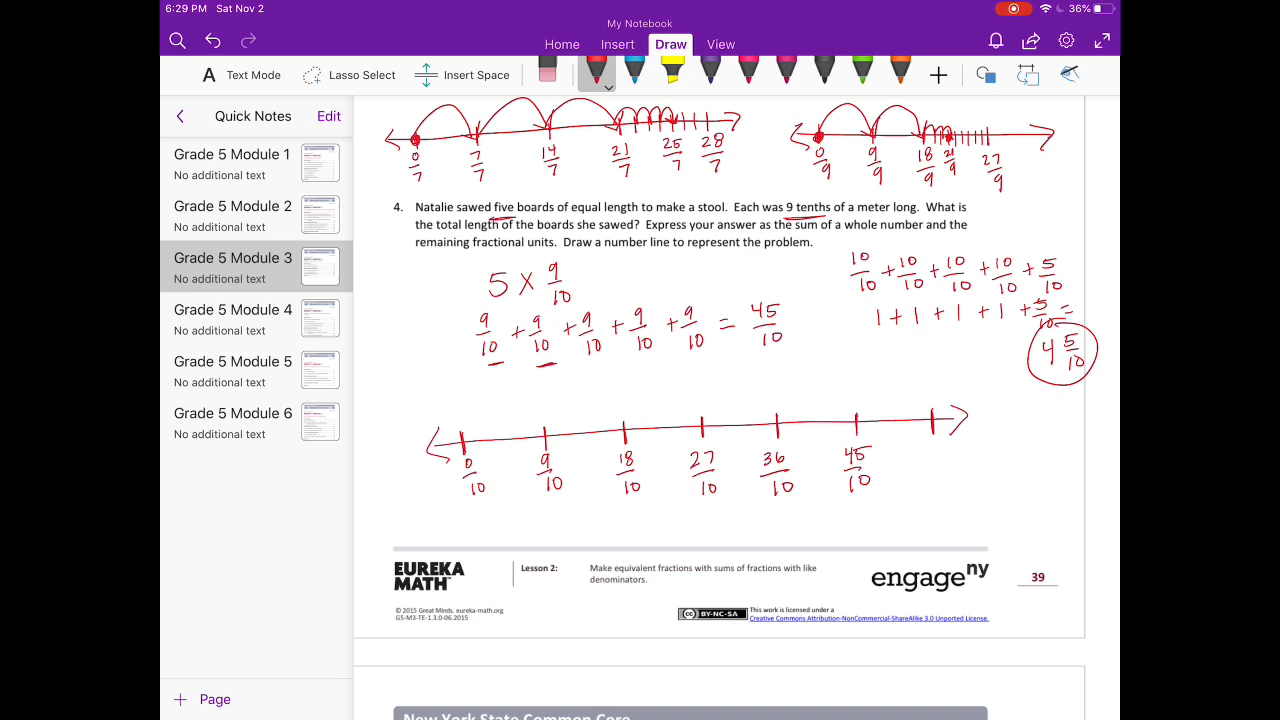 6:29 PM Sat Nov 2
36%
My Notebook
Home Insert Draw View
A Text Mode Lasso Select Insert Space
Quick Notes Edit
Grade 5 Module 1
No additional text
Grade 5 Module 2
No additional text
Grade 5 Module 3
No additional text
Grade 5 Module 4
No additional text
Grade 5 Module 5
No additional text
Grade 5 Module 6
No additional text
+ Page
0/7 7/7 14/7 21/7 25/7 28/7
0/9 9/9 18/9 21/9 27/9
4. Natalie sawed five boards of equal length to make a stool. Each was 9 tenths of a meter long. What is
the total length of the boards she sawed? Express your answer as the sum of a whole number and the
remaining fractional units. Draw a number line to represent the problem.
5 × 9/10
9/10 + 9/10 + 9/10 + 9/10 + 9/10 = 45/10
10/10 + 10/10 + 10/10 + 10/10 + 5/10
1 + 1 + 1 + 1 + 5/10 =
4 5/10
0/10 9/10 18/10 27/10 36/10 45/10
EUREKA
MATH™
Lesson 2: Make equivalent fractions with sums of fractions with like
denominators.
engageny
39
© 2015 Great Minds. eureka-math.org
G5-M3-TE-1.3.0-06.2015
CC BY-NC-SA
This work is licensed under a
Creative Commons Attribution-NonCommercial-ShareAlike 3.0 Unported License.
New York State Common Core